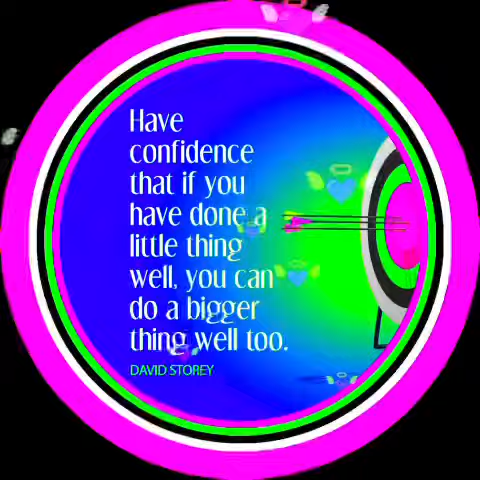 Have
confidence
that if you
have done a
little thing
well, you can
do a bigger
thing well too.
DAVID STOREY